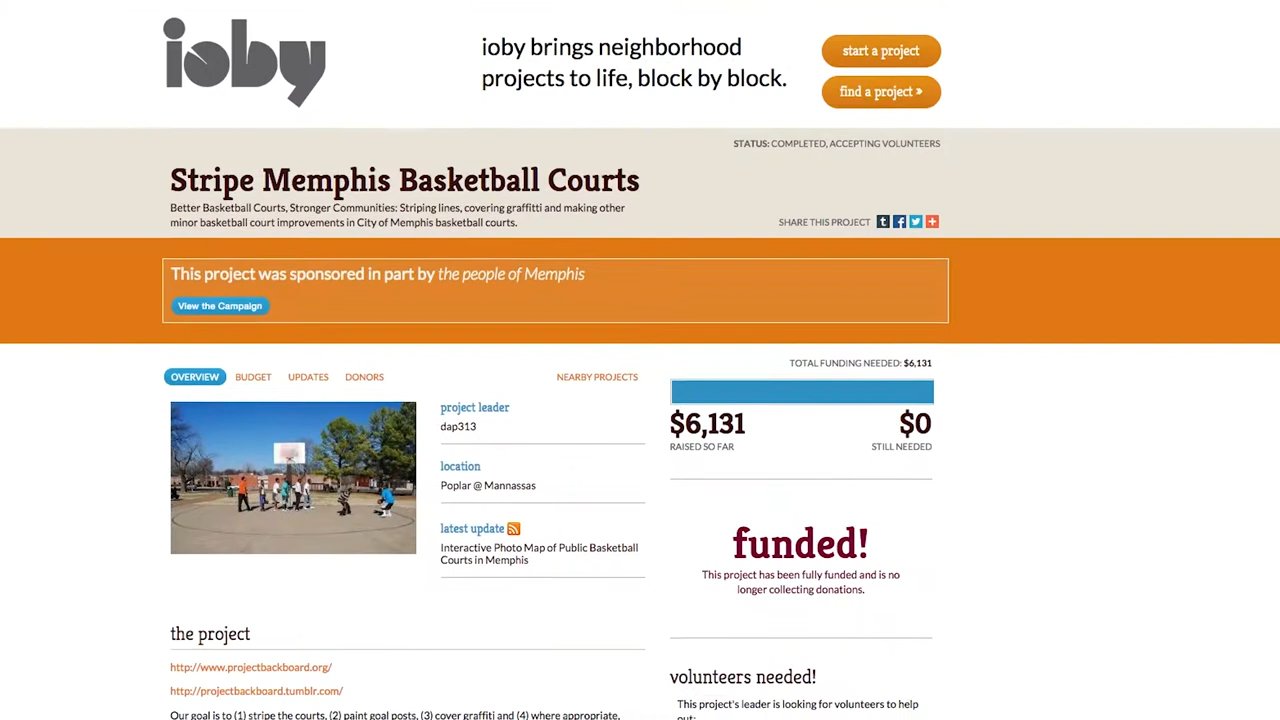 ioby
ioby brings neighborhood
projects to life, block by block.
start a project
find a project »
STATUS: COMPLETED, ACCEPTING VOLUNTEERS
Stripe Memphis Basketball Courts
Better Basketball Courts, Stronger Communities: Striping lines, covering graffiti and making other
minor basketball court improvements in City of Memphis basketball courts.
SHARE THIS PROJECT
This project was sponsored in part by the people of Memphis
View the Campaign
TOTAL FUNDING NEEDED: $6,131
OVERVIEW BUDGET UPDATES DONORS NEARBY PROJECTS
project leader
dap313
location
Poplar @ Mannassas
latest update
Interactive Photo Map of Public Basketball
Courts in Memphis
$6,131 $0
RAISED SO FAR STILL NEEDED
funded!
This project has been fully funded and is no
longer collecting donations.
the project
http://www.projectbackboard.org/
http://projectbackboard.tumblr.com/
Our goal is to (1) stripe the courts, (2) paint goal posts, (3) cover graffiti and (4) where appropriate,
volunteers needed!
This project's leader is looking for volunteers to help
out: